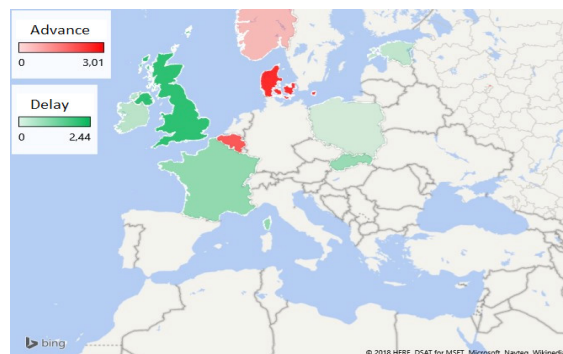 Advance
0 3,01
Delay
0 2.44
bing
© 2018 HERE, DSAT for MSFT, Microsoft, Navteq, Wikipedia